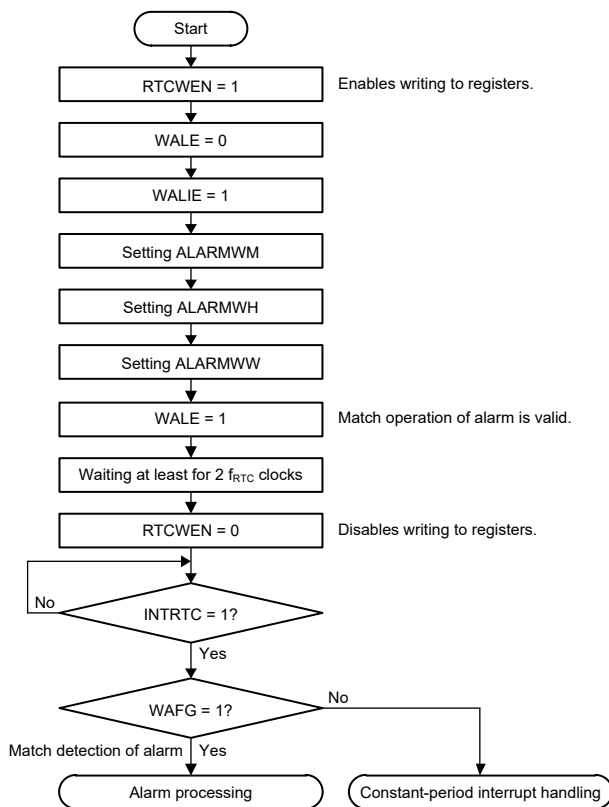 Start
RTCWEN = 1
Enables writing to registers.
WALE = 0
WALIE = 1
Setting ALARMWM
Setting ALARMWH
Setting ALARMWW
WALE = 1
Match operation of alarm is valid.
Waiting at least for 2 fRTC clocks
RTCWEN = 0
Disables writing to registers.
INTRTC = 1?
No
Yes
WAFG = 1?
No
Match detection of alarm
Yes
Alarm processing
Constant-period interrupt handling